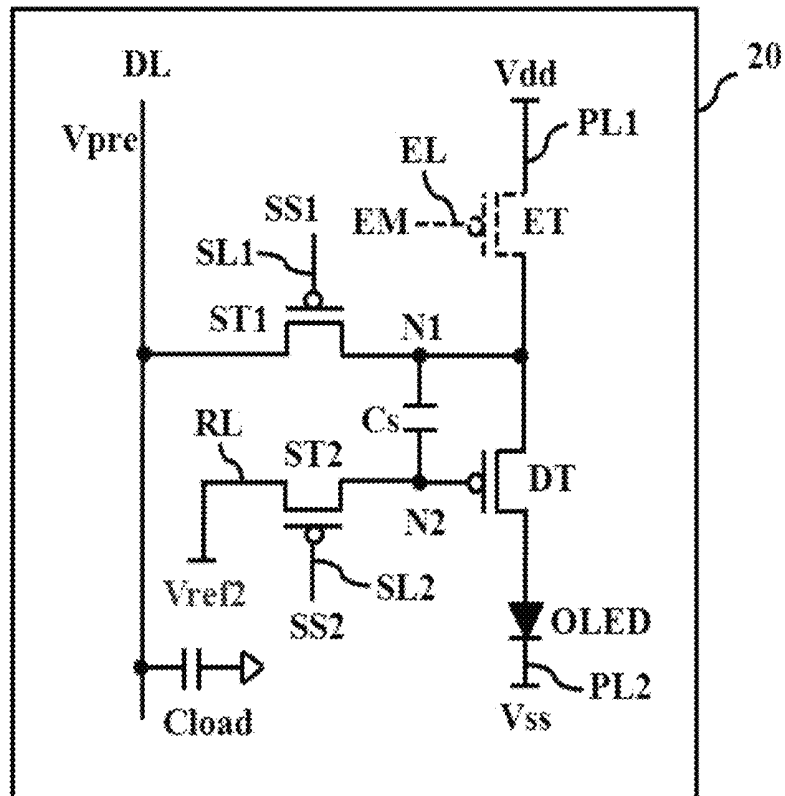 20
DL
Vdd
Vpre
PL1
EL
SS1
EM
ET
SL1
ST1
N1
Cs
RL
ST2
DT
N2
Vref2
SL2
SS2
OLED
PL2
Cload
Vss